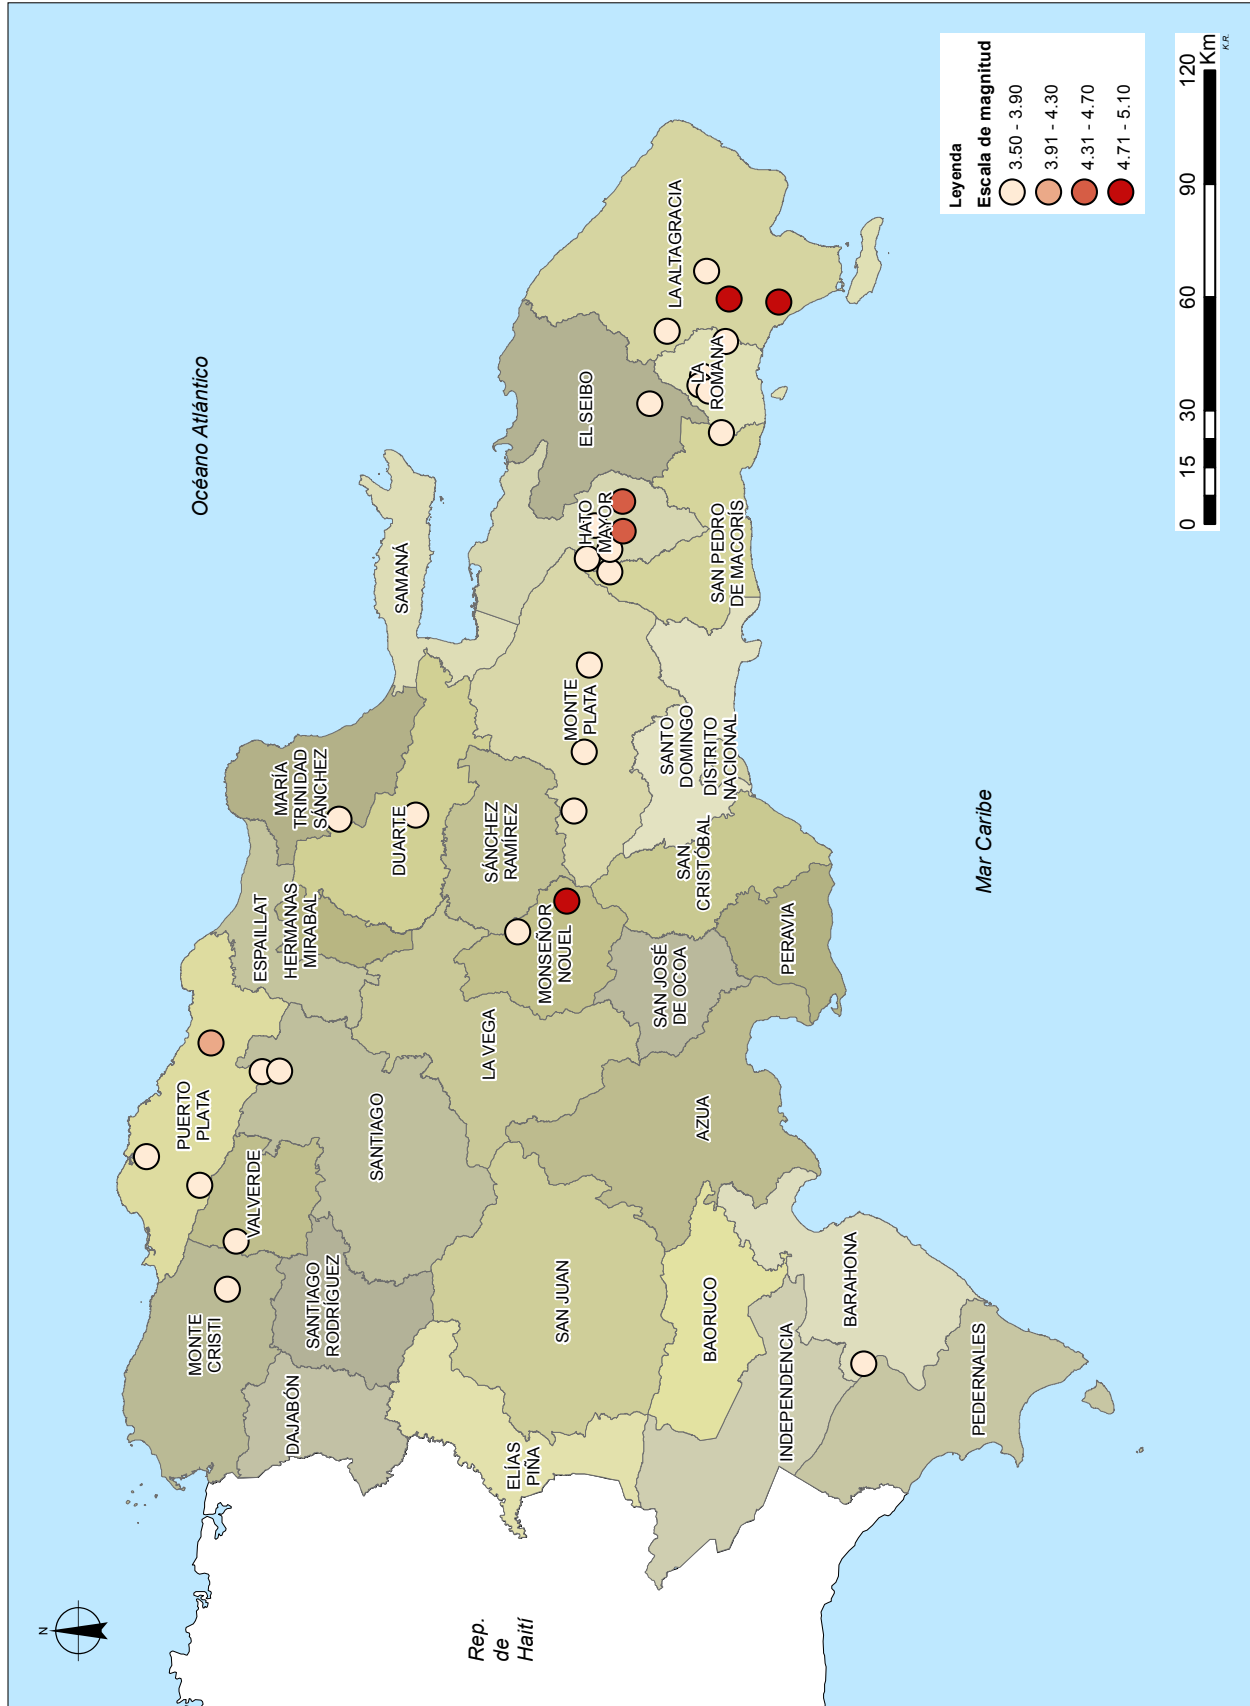 N
Océano Atlántico
Rep.
de
Haití
Mar Caribe
MONTE
CRISTI
DAJABÓN
SANTIAGO
RODRÍGUEZ
VALVERDE
PUERTO
PLATA
SANTIAGO
ESPAILLAT
HERMANAS
MIRABAL
MARÍA
TRINIDAD
SÁNCHEZ
DUARTE
SAMANÁ
ELÍAS
PIÑA
SAN JUAN
LA VEGA
SÁNCHEZ
RAMÍREZ
MONSEÑOR
NOUEL
MONTE
PLATA
HATO
MAYOR
EL SEIBO
LA ALTAGRACIA
LA
ROMANA
SAN PEDRO
DE MACORÍS
SANTO
DOMINGO
DISTRITO
NACIONAL
SAN
CRISTÓBAL
SAN JOSÉ
DE OCOA
PERAVIA
AZUA
BAORUCO
INDEPENDENCIA
BARAHONA
PEDERNALES
Leyenda
Escala de magnitud
3.50 - 3.90
3.91 - 4.30
4.31 - 4.70
4.71 - 5.10
0 15 30 60 90 120
Km
K.R.